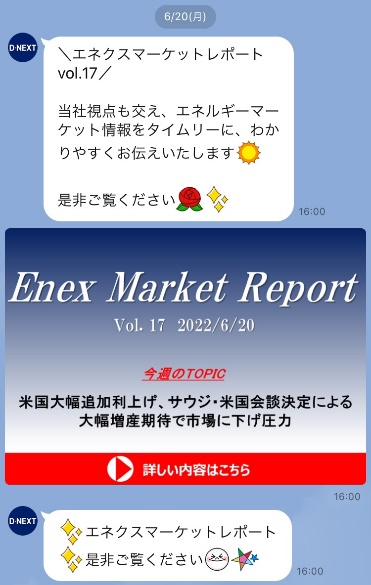 6/20(月)
D-NEXT
＼エネクスマーケットレポート
vol.17／
当社視点も交え、エネルギーマー
ケット情報をタイムリーに、わか
りやすくお伝えいたします
是非ご覧ください
16:00
Enex Market Report
Vol. 17 2022/6/20
今週のTOPIC
米国大幅追加利上げ、サウジ・米国会談決定による
大幅増産期待で市場に下げ圧力
詳しい内容はこちら
16:00
D-NEXT
エネクスマーケットレポート
是非ご覧ください
16:00